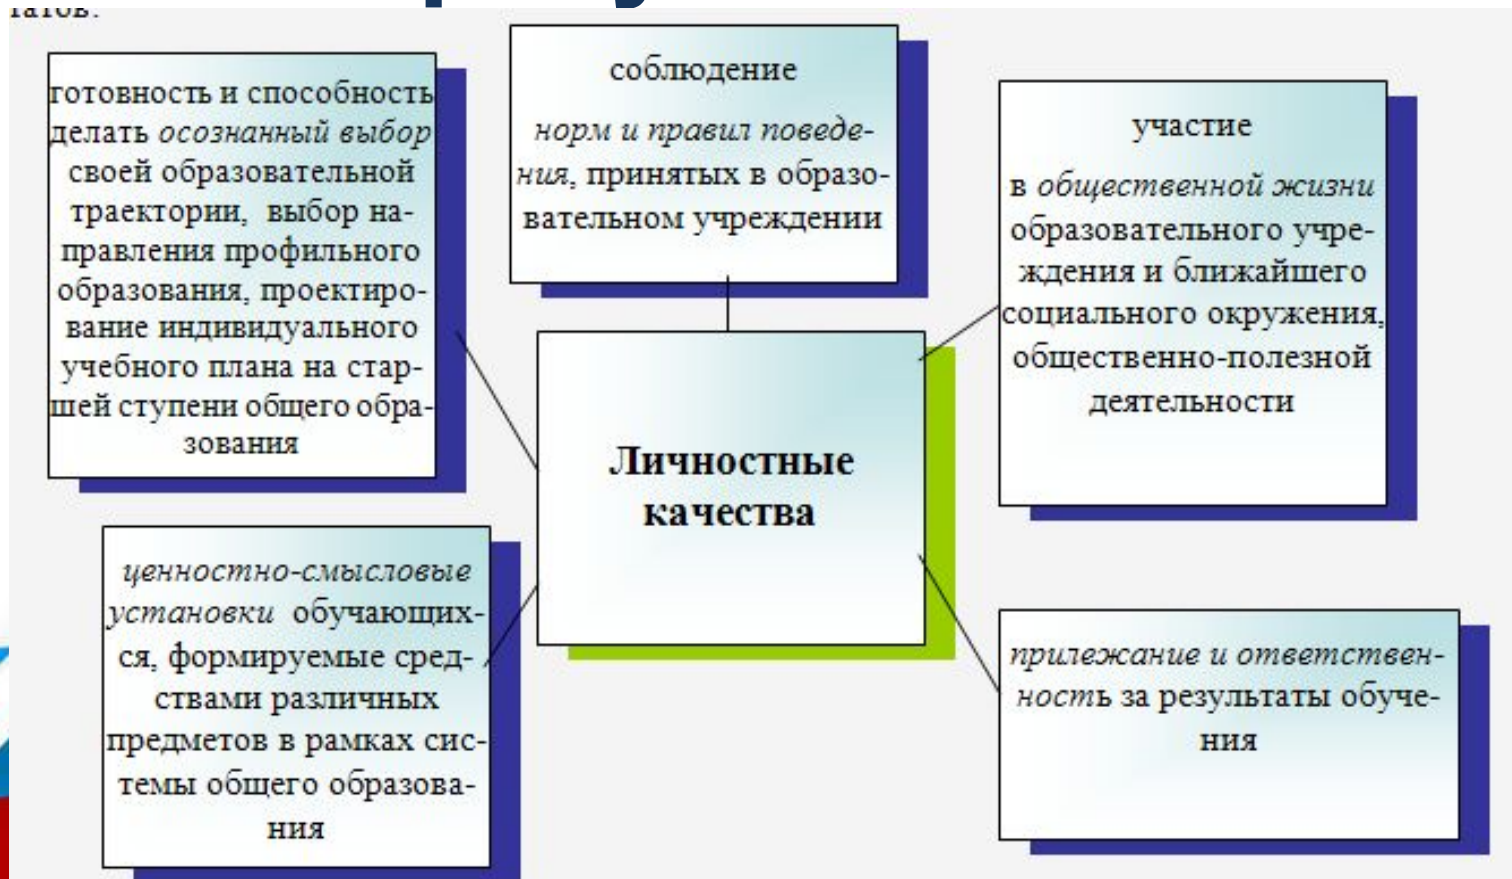 готовность и способность
делать осознанный выбор
своей образовательной
траектории, выбор на-
правления профильного
образования, проектиро-
вание индивидуального
учебного плана на стар-
шей ступени общего обра-
зования
соблюдение
норм и правил поведе-
ния, принятых в образо-
вательном учреждении
участие
в общественной жизни
образовательного учре-
ждения и ближайшего
социального окружения,
общественно-полезной
деятельности
Личностные
качества
ценностно-смысловые
установки обучающих-
ся, формируемые сред-
ствами различных
предметов в рамках сис-
темы общего образова-
ния
прилежание и ответствен-
ность за результаты обуче-
ния